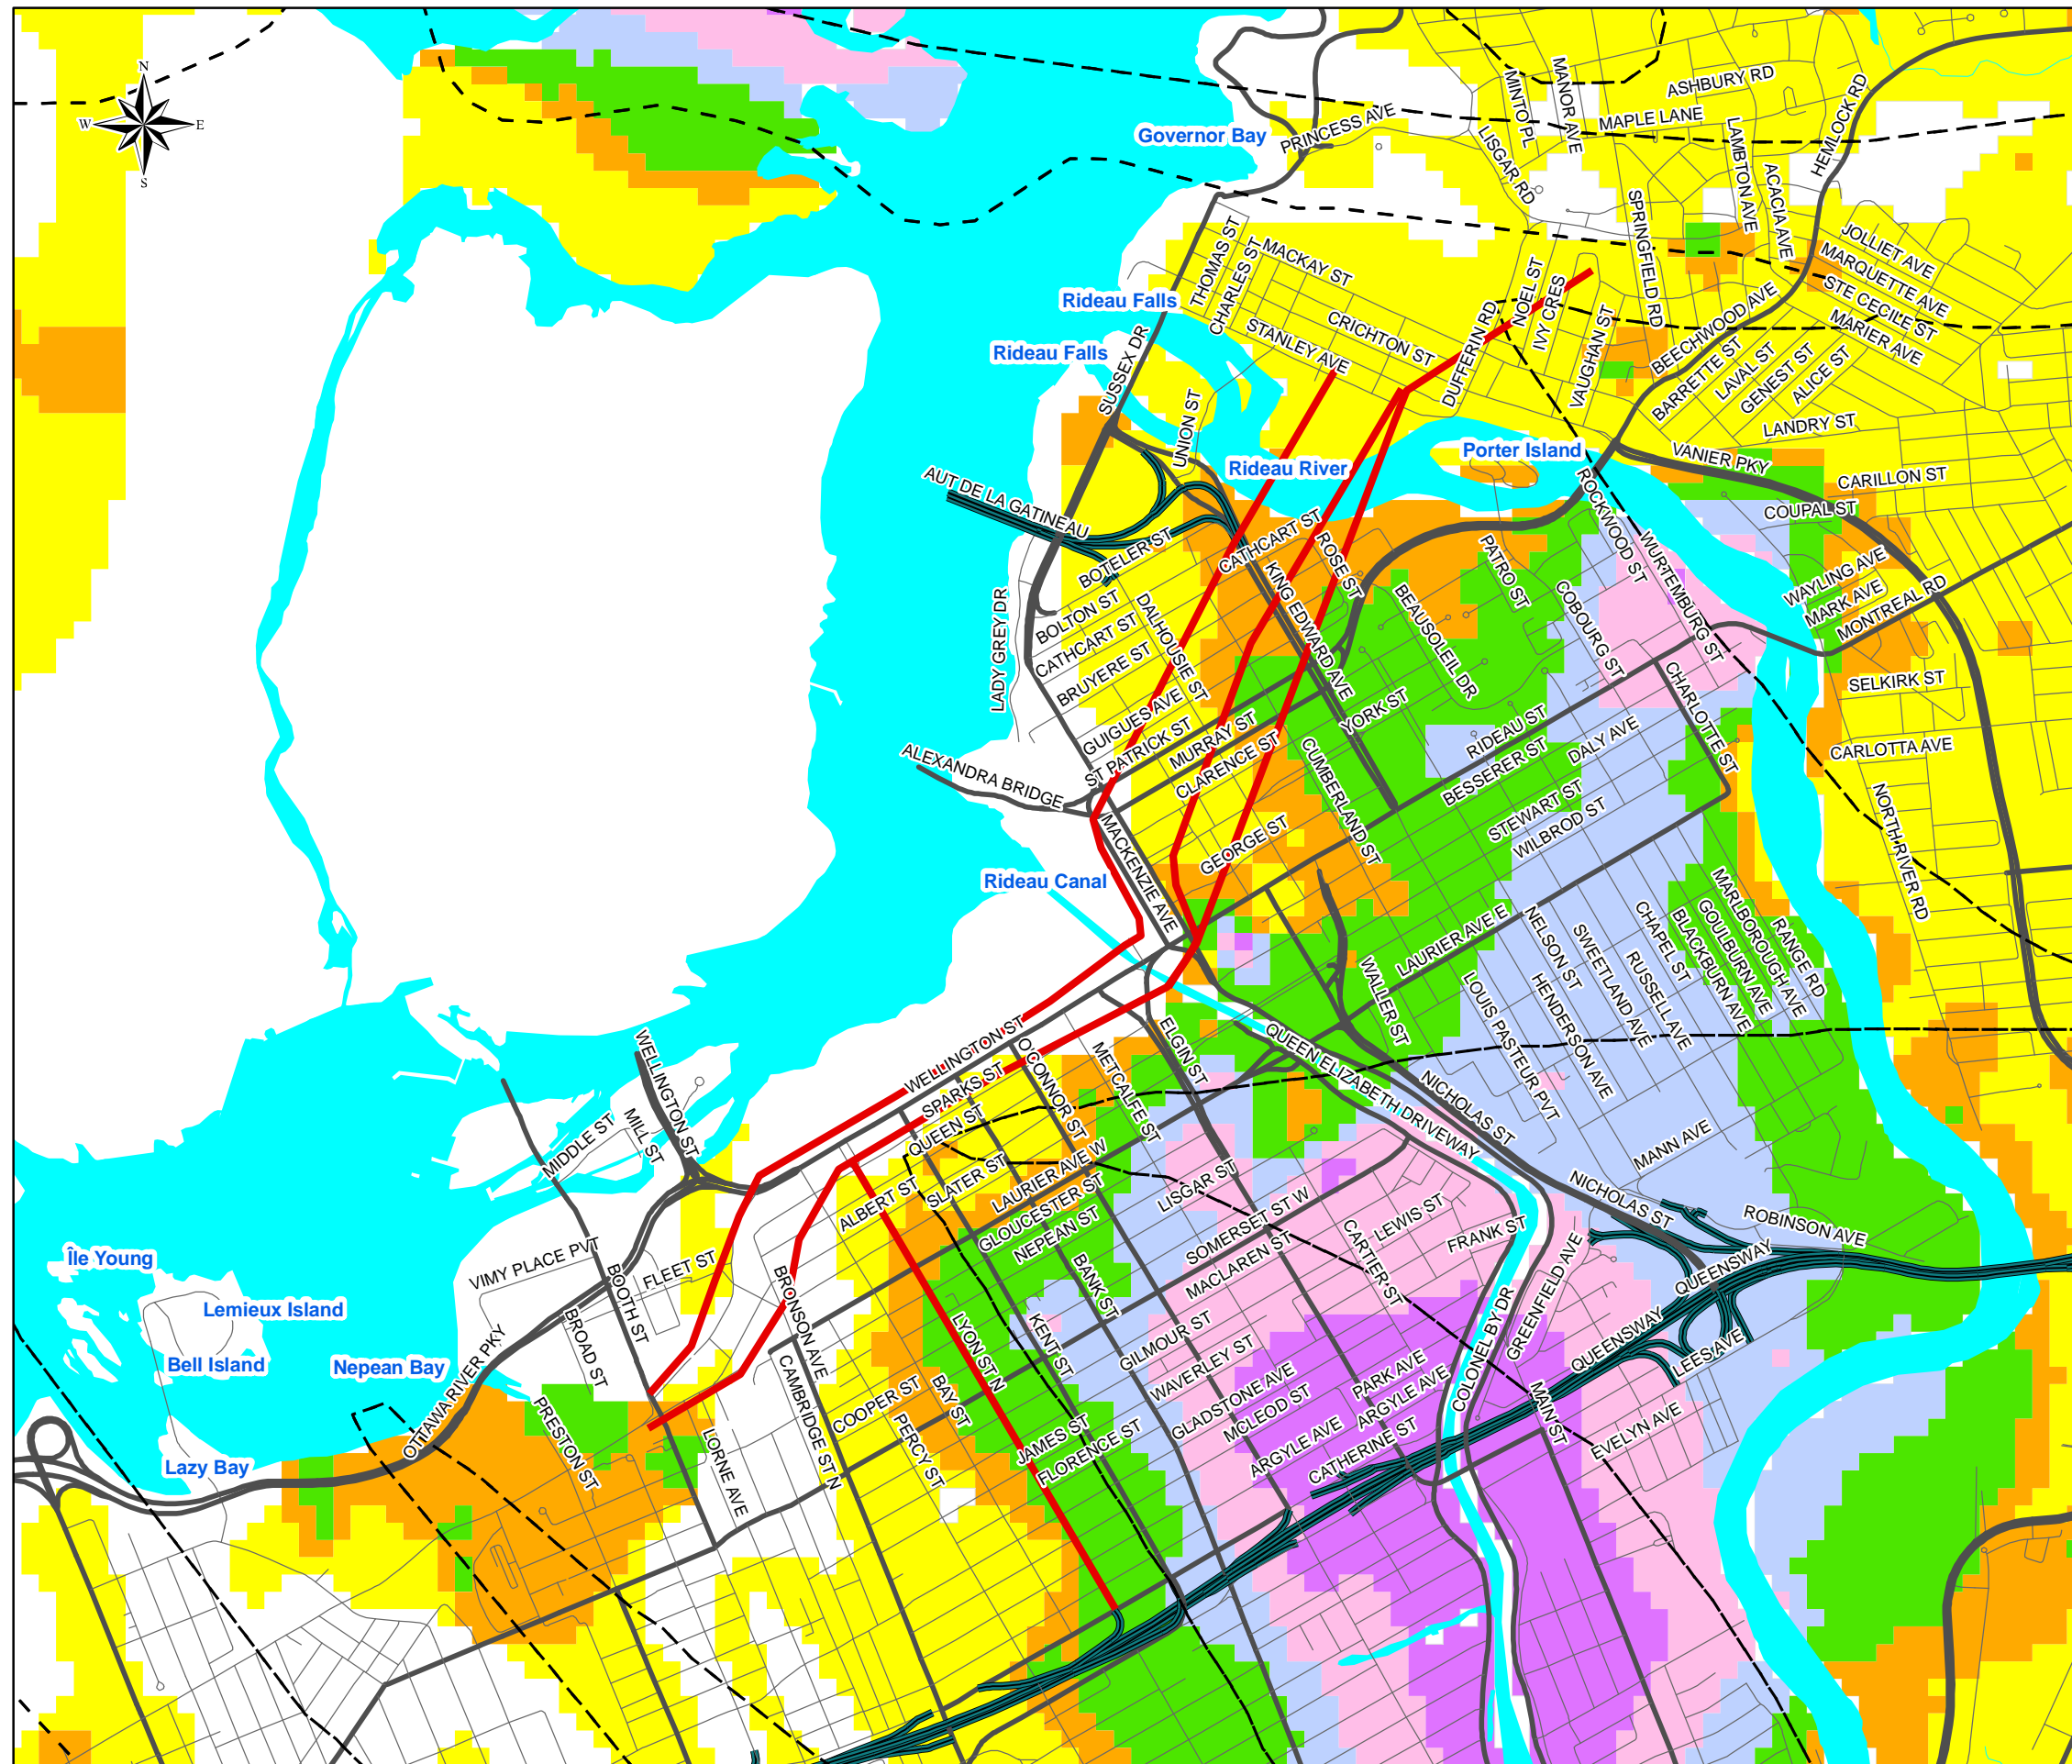 N
W
E
S
Governor Bay
PRINCESS AVE
MINTO PL
MANOR AVE
ASHBURY RD
MAPLE LANE
LISGAR RD
LAMBTON AVE
ACACIA AVE
HEMLOCK RD
SPRINGFIELD RD
JOLLIET AVE
MARQUETTE AVE
STE CECILE ST
MARIER AVE
THOMAS ST
CHARLES ST
MACKAY ST
CRICHTON ST
STANLEY AVE
Rideau Falls
Rideau Falls
SUSSEX DR
UNION ST
DUFFERIN RD
NOEL ST
IVY CRES
VAUGHAN ST
BEECHWOOD AVE
BARRETTE ST
LAVAL ST
GENEST ST
ALICE ST
LANDRY ST
VANIER PKY
CARILLON ST
COUPAL ST
Porter Island
Rideau River
AUT DE LA GATINEAU
BOTELER ST
CATHCART ST
ROSE ST
KING EDWARD AVE
PATRO ST
ROCKWOOD ST
WURTEMBURG ST
COBOURG ST
BEAUSOLEIL DR
WAYLING AVE
MARK AVE
MONTREAL RD
SELKIRK ST
CARLOTTA AVE
NORTH RIVER RD
LADY GREY DR
BOLTON ST
CATHCART ST
BRUYERE ST
DALHOUSIE ST
GUIGUES AVE
ST PATRICK ST
MURRAY ST
CLARENCE ST
YORK ST
CUMBERLAND ST
GEORGE ST
RIDEAU ST
BESSERER ST
DALY AVE
STEWART ST
WILBROD ST
CHARLOTTE ST
ALEXANDRA BRIDGE
MACKENZIE AVE
Rideau Canal
LAURIER AVE E
WALLER ST
NELSON ST
SWEETLAND AVE
RUSSELL AVE
CHAPEL ST
BLACKBURN AVE
GOULBURN AVE
MARLBOROUGH AVE
RANGE RD
LOUIS PASTEUR PVT
HENDERSON AVE
MANN AVE
NICHOLAS ST
NICHOLAS ST
QUEEN ELIZABETH DRIVEWAY
ELGIN ST
WELLINGTON ST
SPARKS ST
O'CONNOR ST
METCALFE ST
QUEEN ST
ALBERT ST
SLATER ST
LAURIER AVE W
GLOUCESTER ST
NEPEAN ST
LISGAR ST
SOMERSET ST W
MACLAREN ST
CARTIER ST
LEWIS ST
FRANK ST
WELLINGTON ST
MIDDLE ST
MILL ST
VIMY PLACE PVT
FLEET ST
BOOTH ST
BROAD ST
BRONSON AVE
CAMBRIDGE ST N
Île Young
Lemieux Island
Bell Island
Nepean Bay
Lazy Bay
OTTAWA RIVER PKY
PRESTON ST
LORNE AVE
COOPER ST
PERCY ST
BAY ST
LYON ST N
KENT ST
BANK ST
JAMES ST
FLORENCE ST
GILMOUR ST
WAVERLEY ST
GLADSTONE AVE
MCLEOD ST
PARK AVE
ARGYLE AVE
ARGYLE AVE
CATHERINE ST
COLONEL BY DR
GREENFIELD AVE
MAIN ST
EVELYN AVE
LEES AVE
QUEENSWAY
QUEENSWAY
ROBINSON AVE